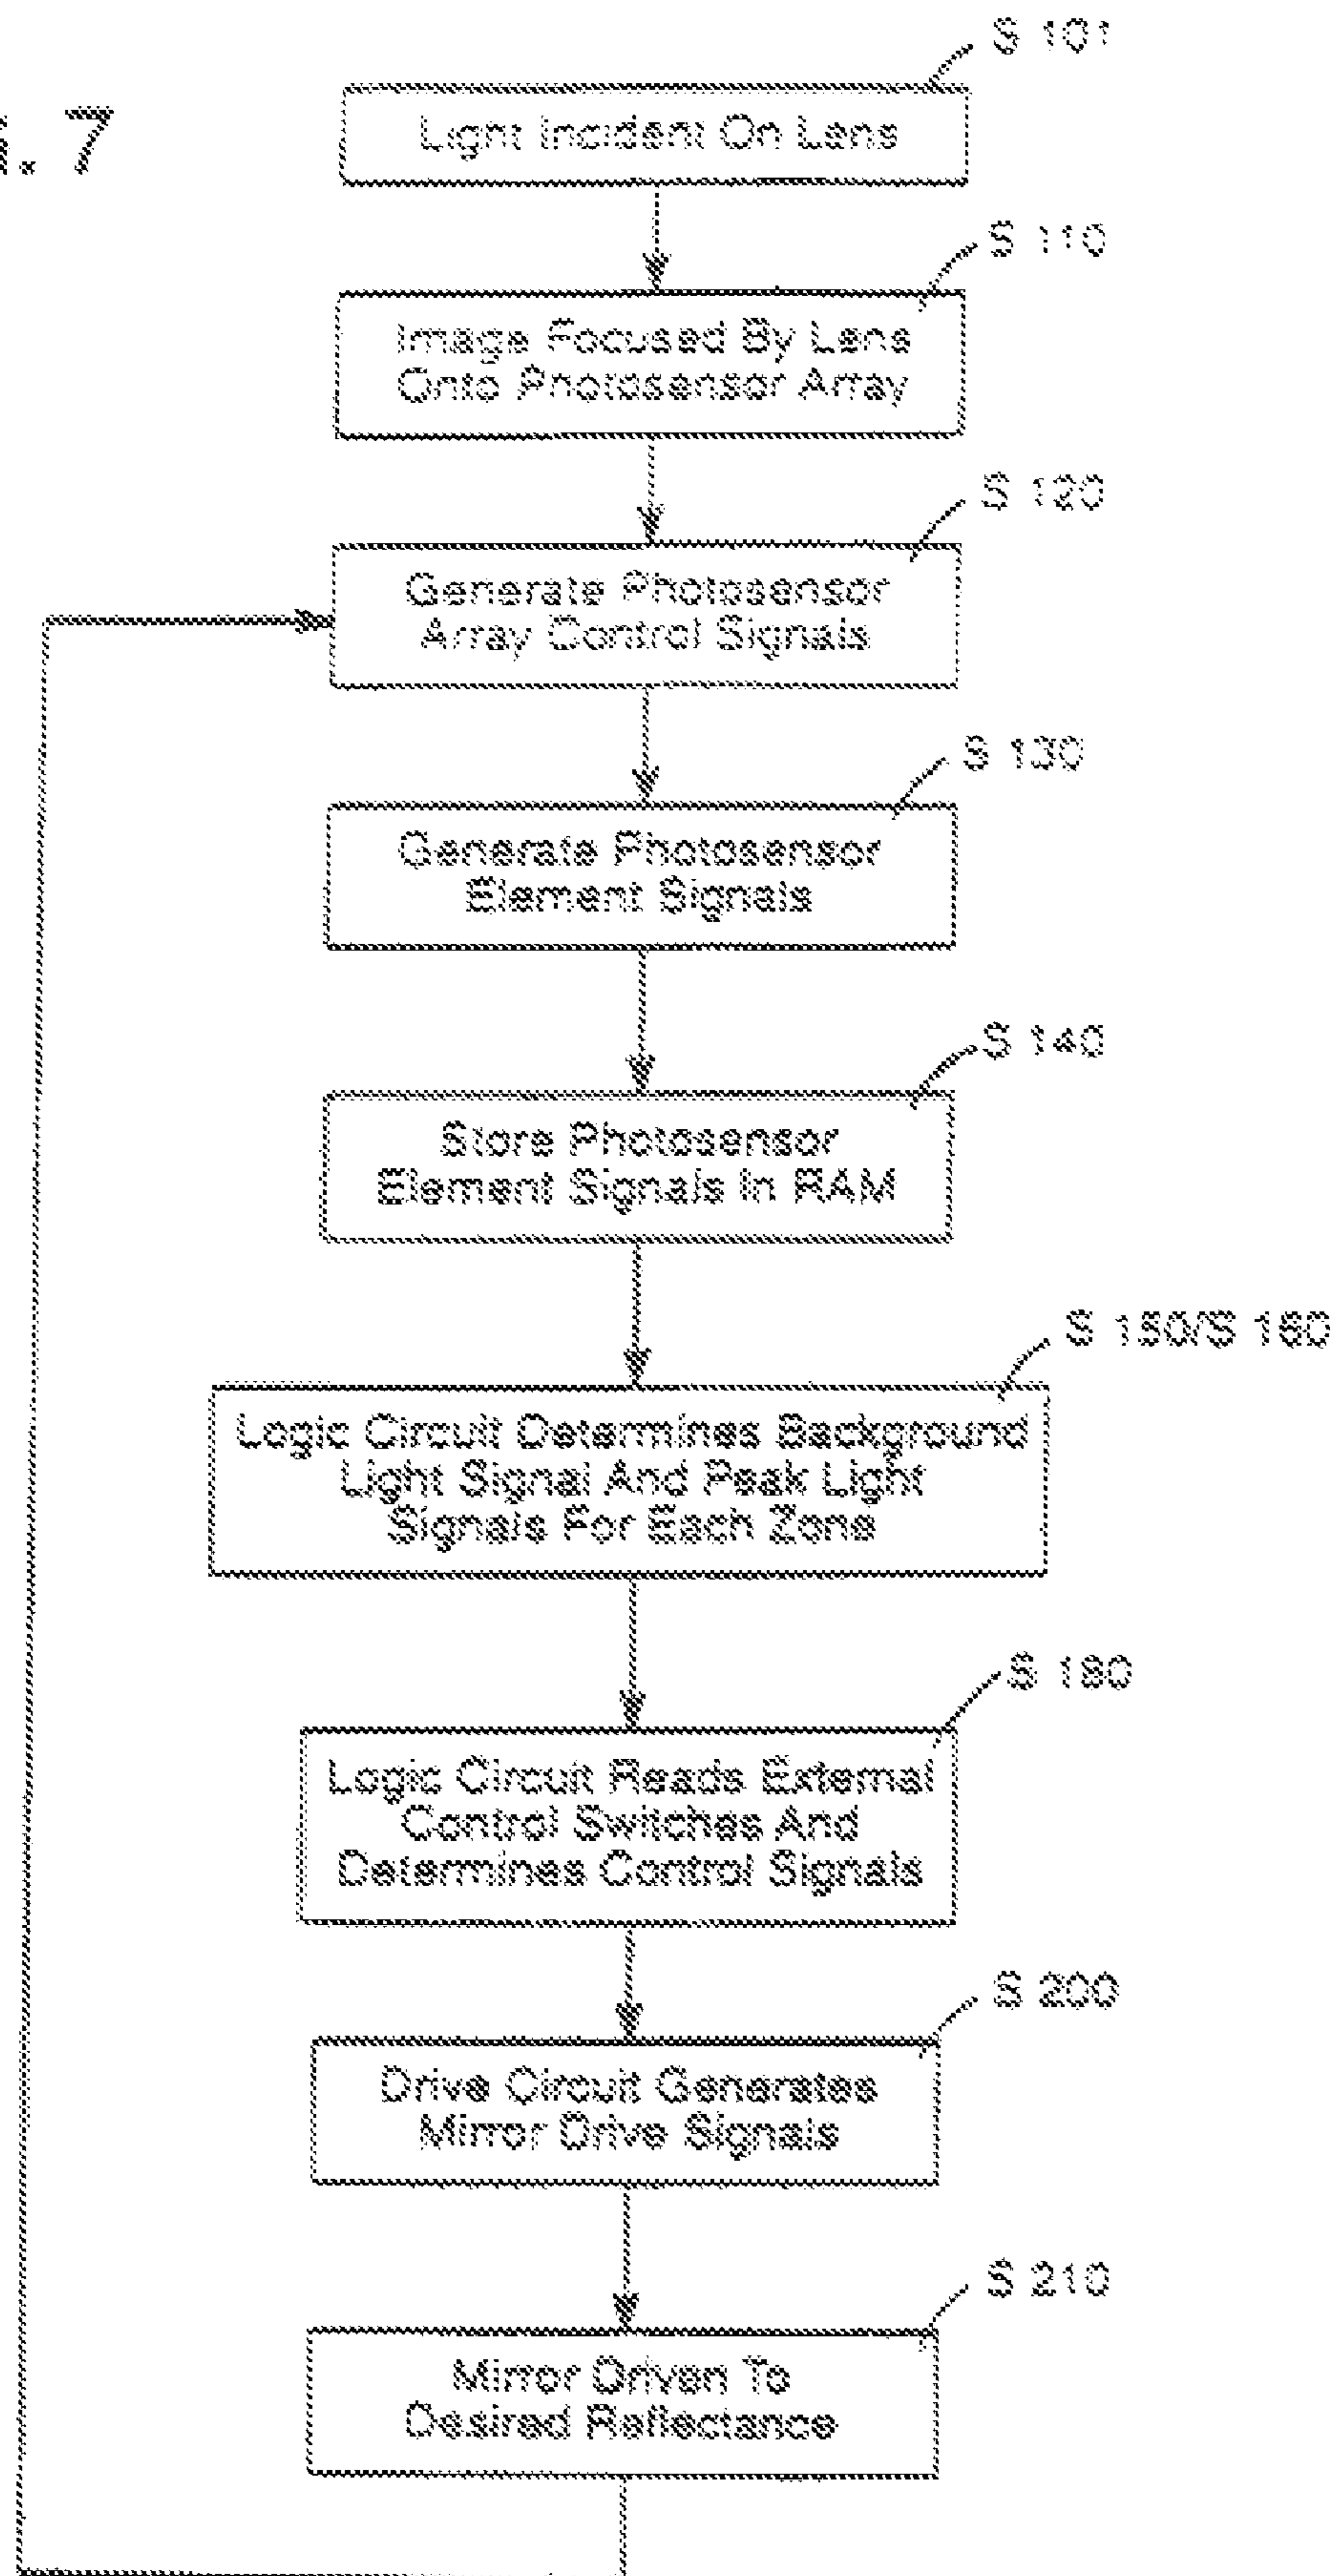 . 7
S 101
Light Incident On Lens
S 110
Image Focused By Lens
Onto Photosensor Array
S 120
Generate Photosensor
Array Control Signals
S 130
Generate Photosensor
Element Signals
S 140
Store Photosensor
Element Signals In RAM
S 150/S 160
Logic Circuit Determines Background
Light Signal And Peak Light
Signals For Each Zone
S 180
Logic Circuit Reads External
Control Switches And
Determines Control Signals
S 200
Drive Circuit Generates
Mirror Drive Signals
S 210
Mirror Driven To
Desired Reflectance